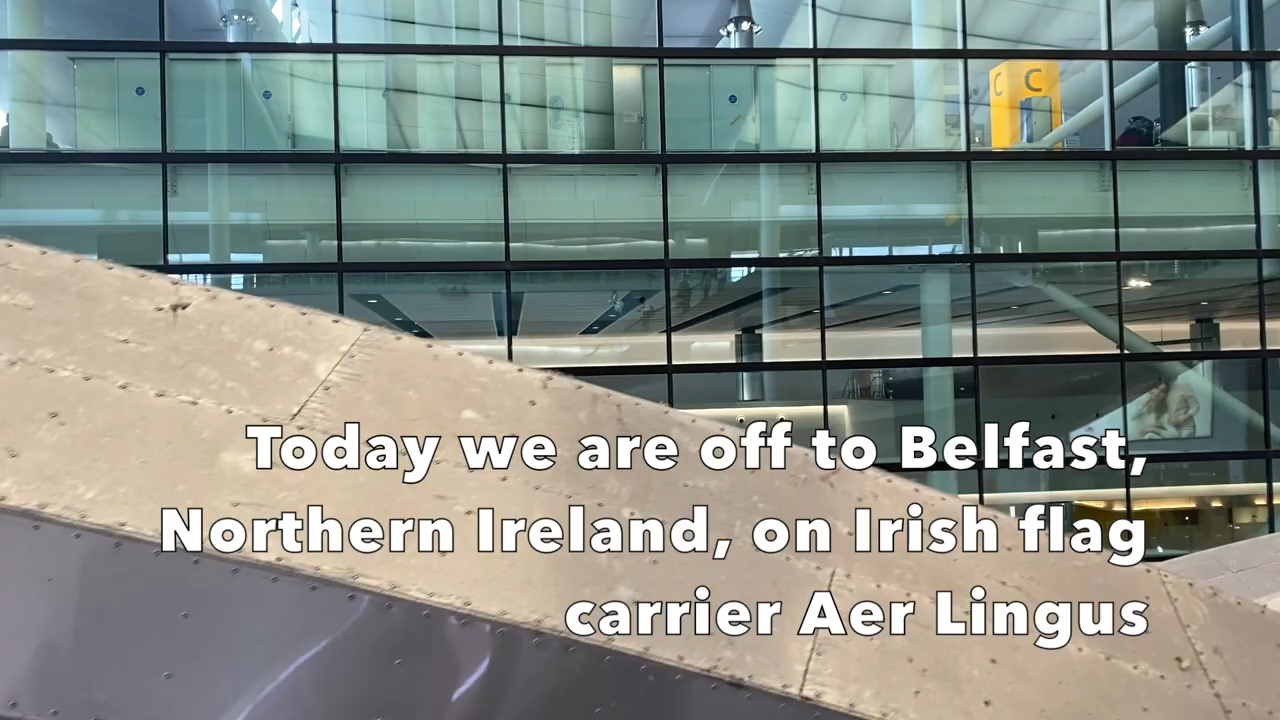 C C
Today we are off to Belfast,
Northern Ireland, on Irish flag
carrier Aer Lingus